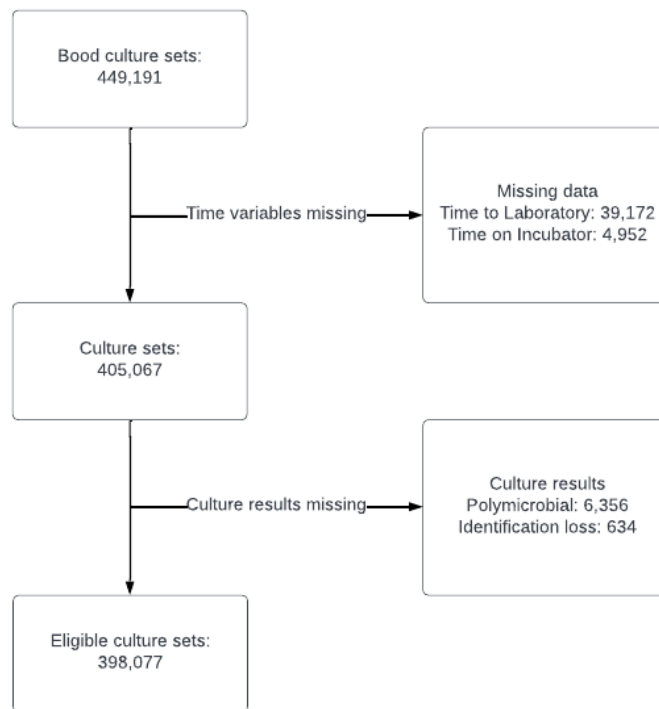 Bood culture sets:
449,191
Time variables missing
Missing data
Time to Laboratory: 39,172
Time on Incubator: 4,952
Culture sets:
405,067
Culture results missing
Culture results
Polymicrobial: 6,356
Identification loss: 634
Eligible culture sets:
398,077